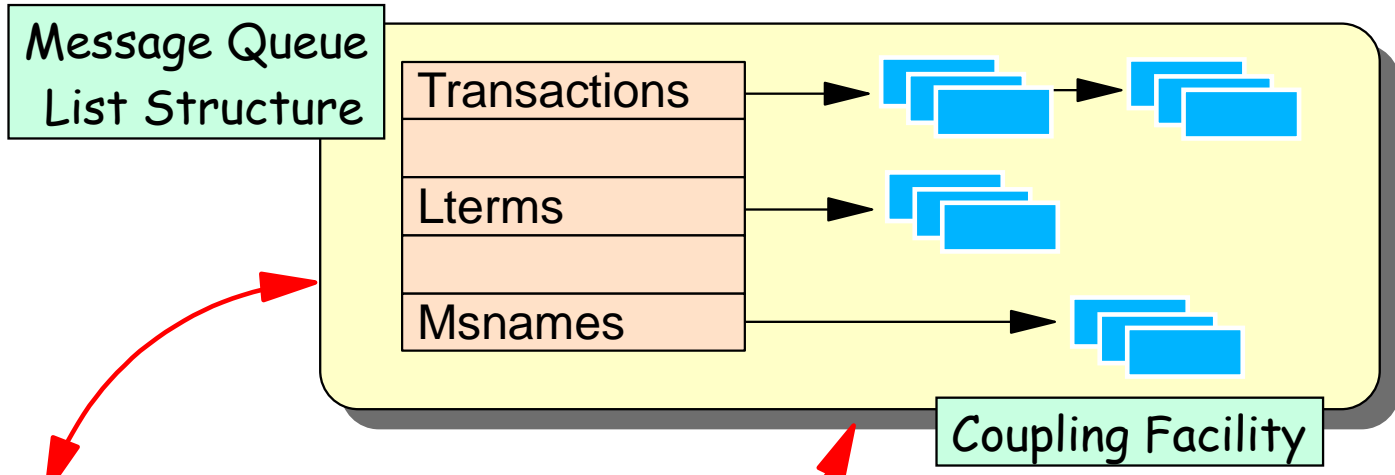 Message Queue
List Structure
Transactions
Lterms
Msnames
Coupling Facility